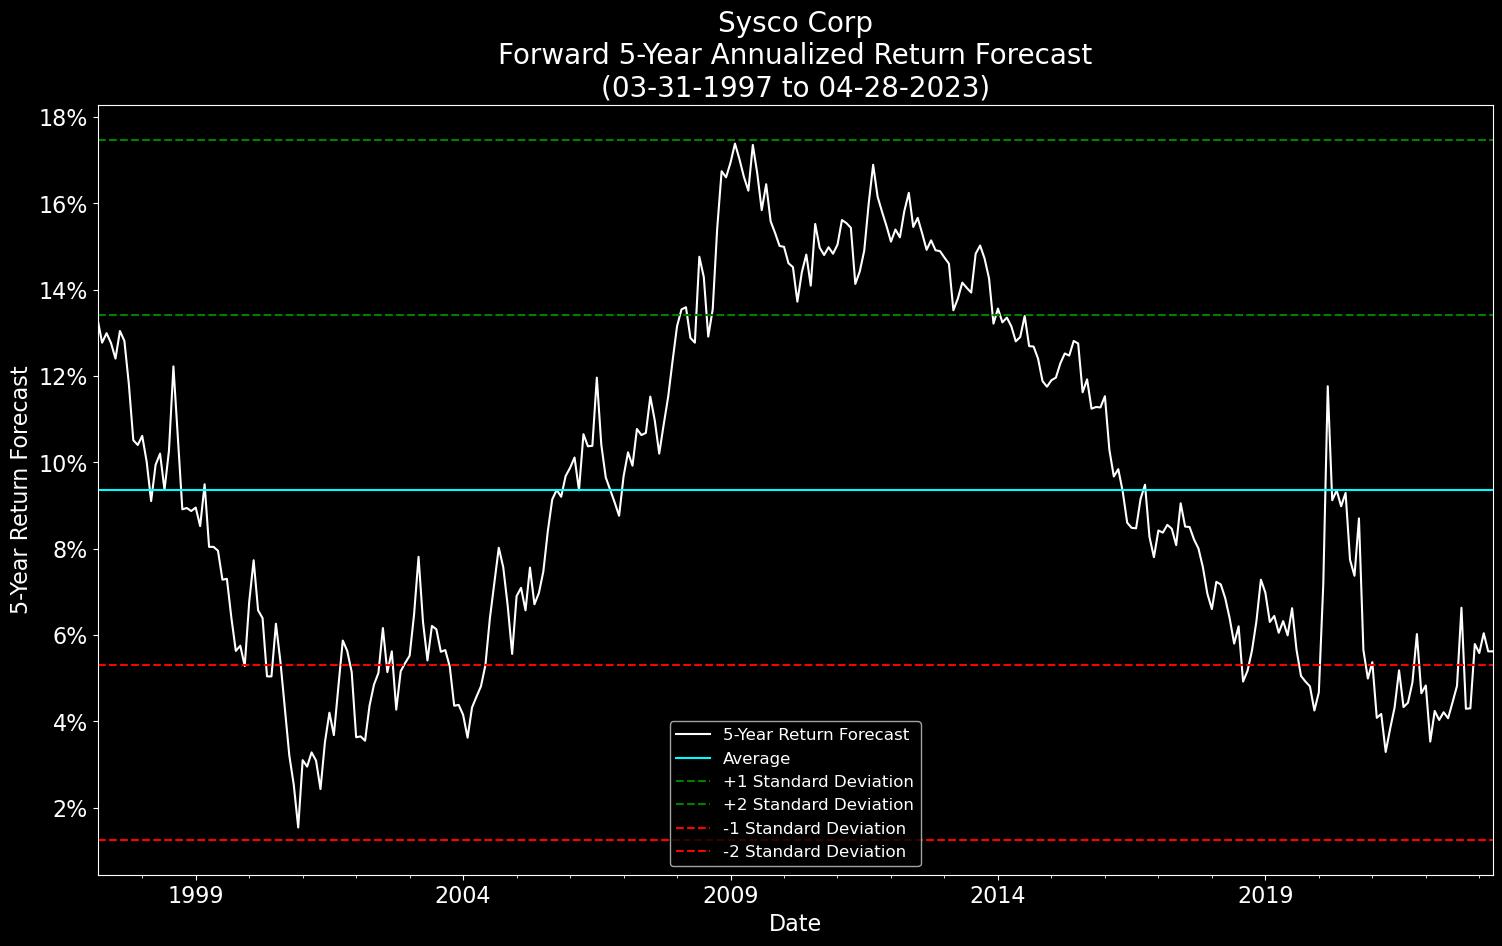 Sysco Corp
Forward 5-Year Annualized Return Forecast
(03-31-1997 to 04-28-2023)
18%
16%
14%
12%
10%
8%
6%
4%
2%
5-Year Return Forecast
5-Year Return Forecast
Average
+1 Standard Deviation
+2 Standard Deviation
-1 Standard Deviation
-2 Standard Deviation
1999 2004 2009 2014 2019
Date